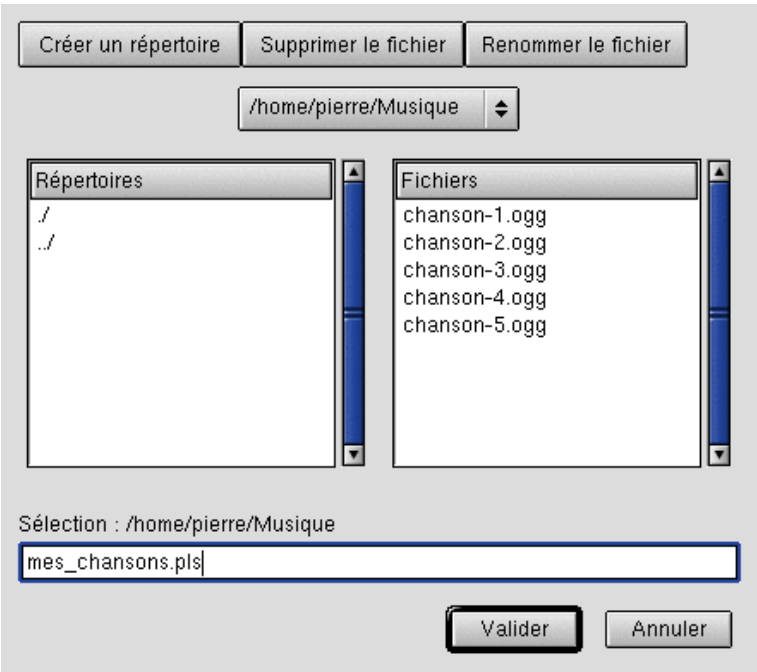 Créer un répertoire Supprimer le fichier Renommer le fichier
/home/pierre/Musique
Répertoires
./
../
Fichiers
chanson-1.ogg
chanson-2.ogg
chanson-3.ogg
chanson-4.ogg
chanson-5.ogg
Sélection : /home/pierre/Musique
mes_chansons.pls
Valider Annuler